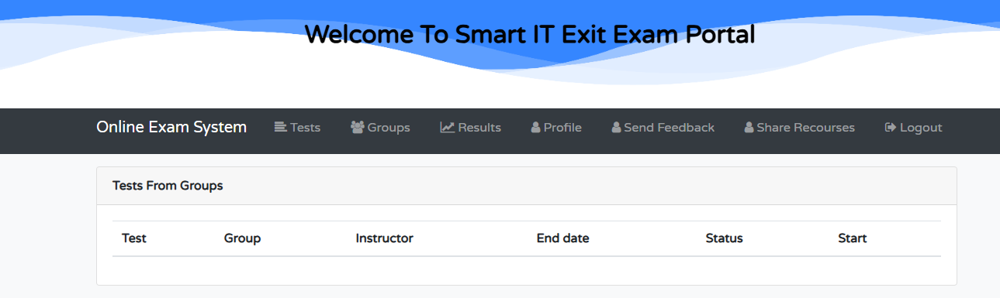 Welcome To Smart IT Exit Exam Portal
Online Exam System Tests Groups Results Profile Send Feedback Share Recourses Logout
Tests From Groups
Test Group Instructor End date Status Start